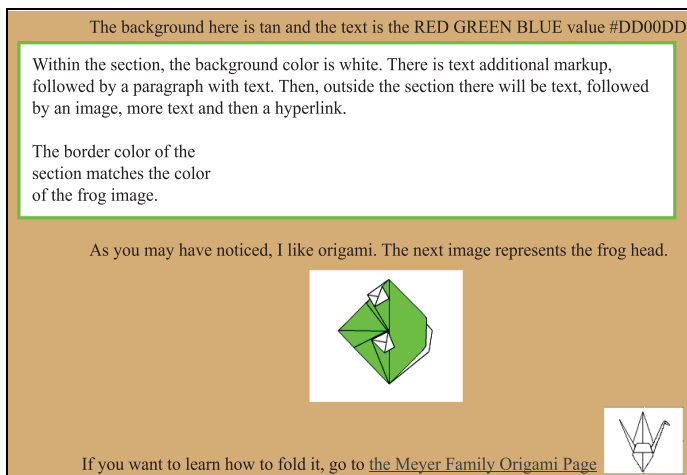 The background here is tan and the text is the RED GREEN BLUE value #DD00DD
Within the section, the background color is white. There is text additional markup,
followed by a paragraph with text. Then, outside the section there will be text, followed
by an image, more text and then a hyperlink.
The border color of the
section matches the color
of the frog image.
As you may have noticed, I like origami. The next image represents the frog head.
If you want to learn how to fold it, go to the Meyer Family Origami Page